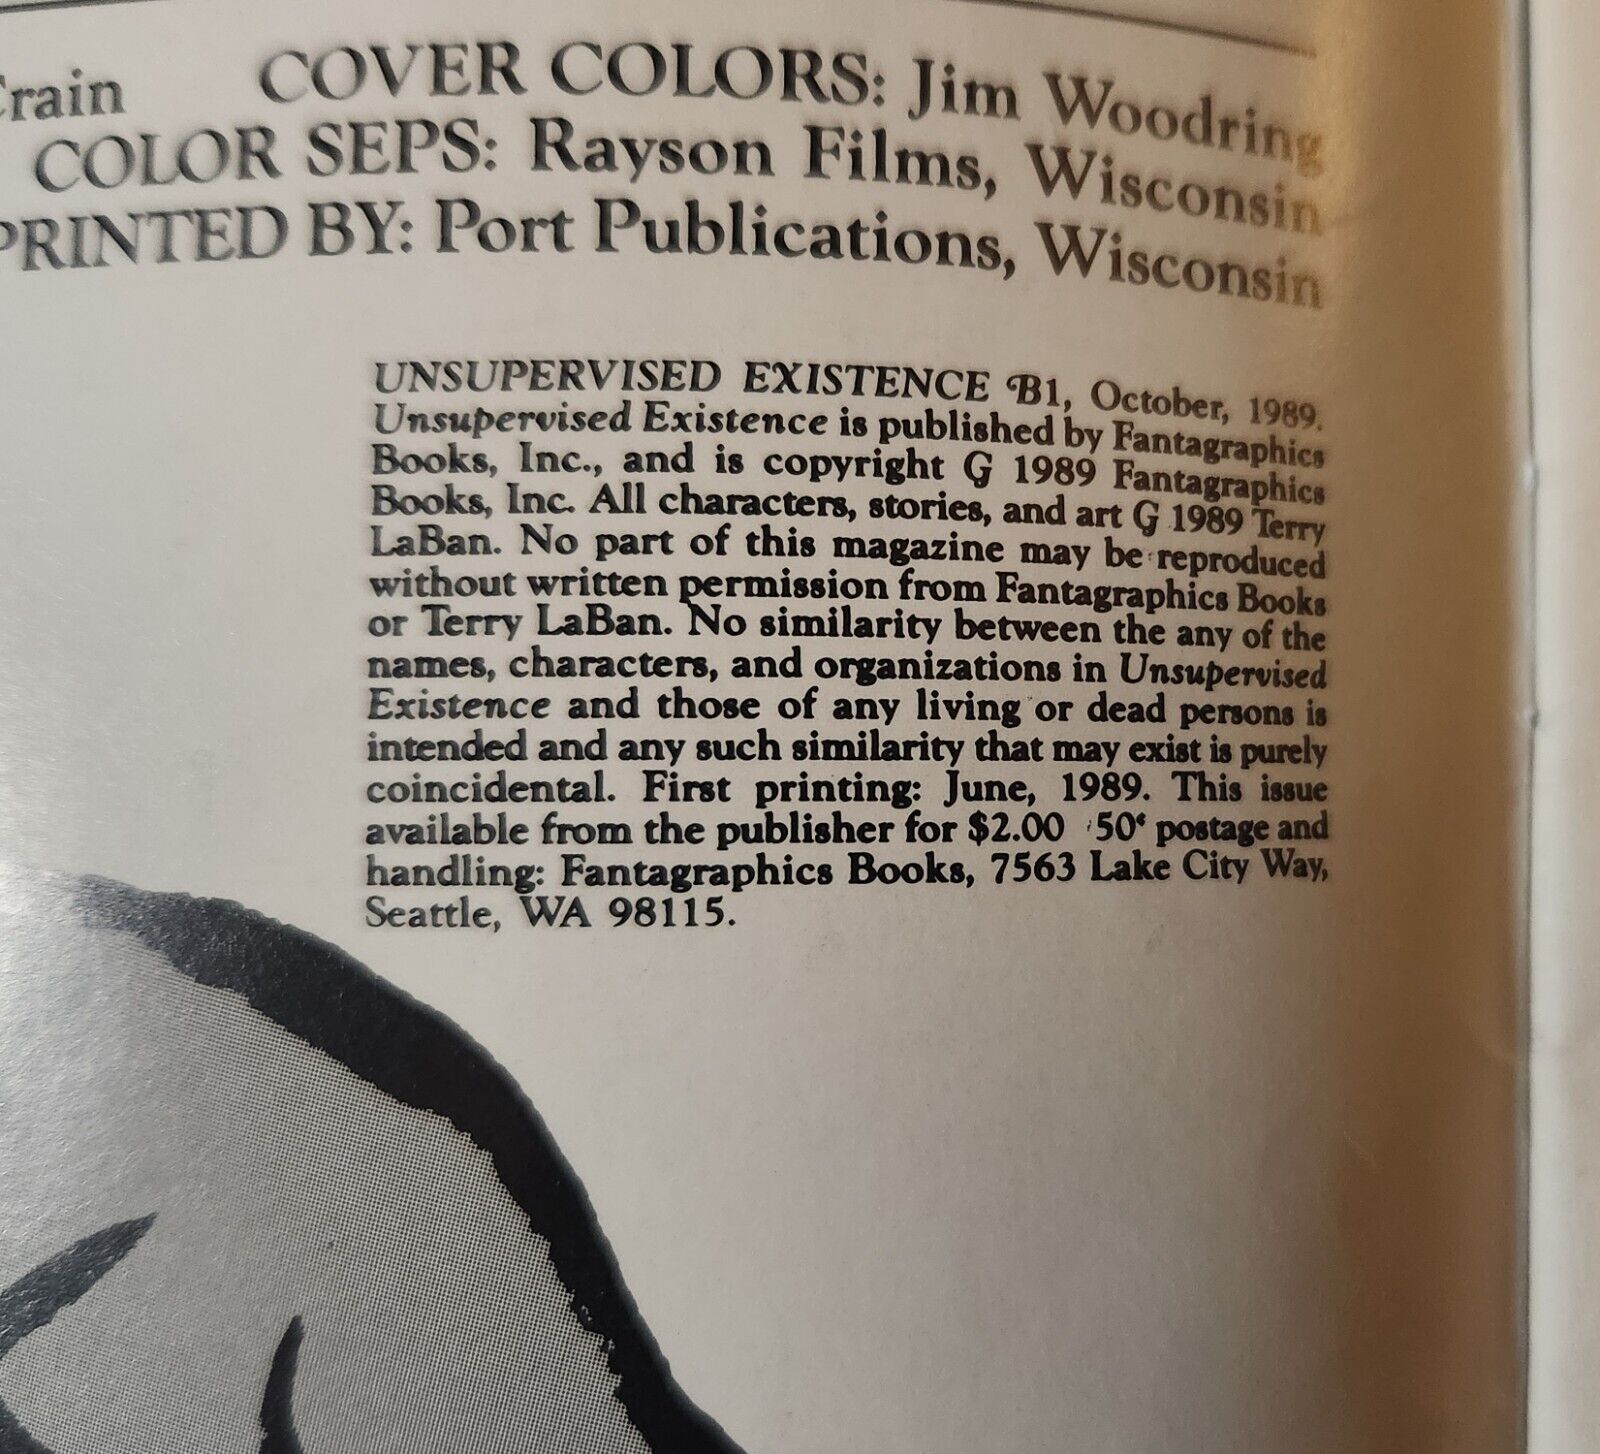 Crain COVER COLORS: Jim Woodring
COLOR SEPS: Rayson Films, Wisconsin
PRINTED BY: Port Publications, Wisconsin
UNSUPERVISED EXISTENCE B1, October, 1989.
Unsupervised Existence is published by Fantagraphics
Books, Inc., and is copyright G 1989 Fantagraphics
Books, Inc. All characters, stories, and art G 1989 Terry
LaBan. No part of this magazine may be reproduced
without written permission from Fantagraphics Books
or Terry LaBan. No similarity between the any of the
names, characters, and organizations in Unsupervised
Existence and those of any living or dead persons is
intended and any such similarity that may exist is purely
coincidental. First printing: June, 1989. This issue
available from the publisher for $2.00 50¢ postage and
handling: Fantagraphics Books, 7563 Lake City Way,
Seattle, WA 98115.